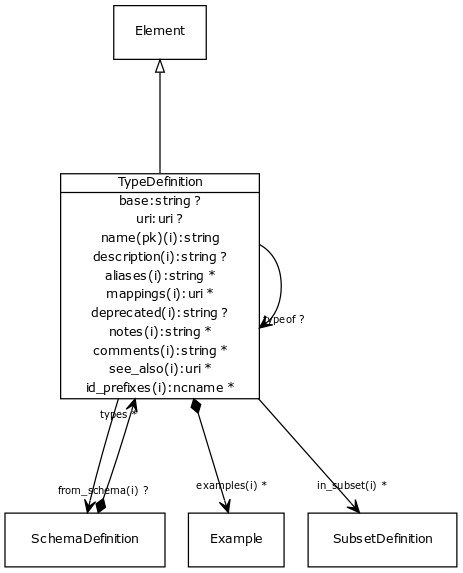 Element
TypeDefinition
base:string ?
uri:uri ?
name(pk)(i):string
description(i):string ?
aliases(i):string *
mappings(i):uri *
deprecated(i):string ?
notes(i):string *
comments(i):string *
see_also(i):uri *
id_prefixes(i):ncname *
typeof ?
types *
from_schema(i) ?
examples(i) *
in_subset(i) *
SchemaDefinition
Example
SubsetDefinition